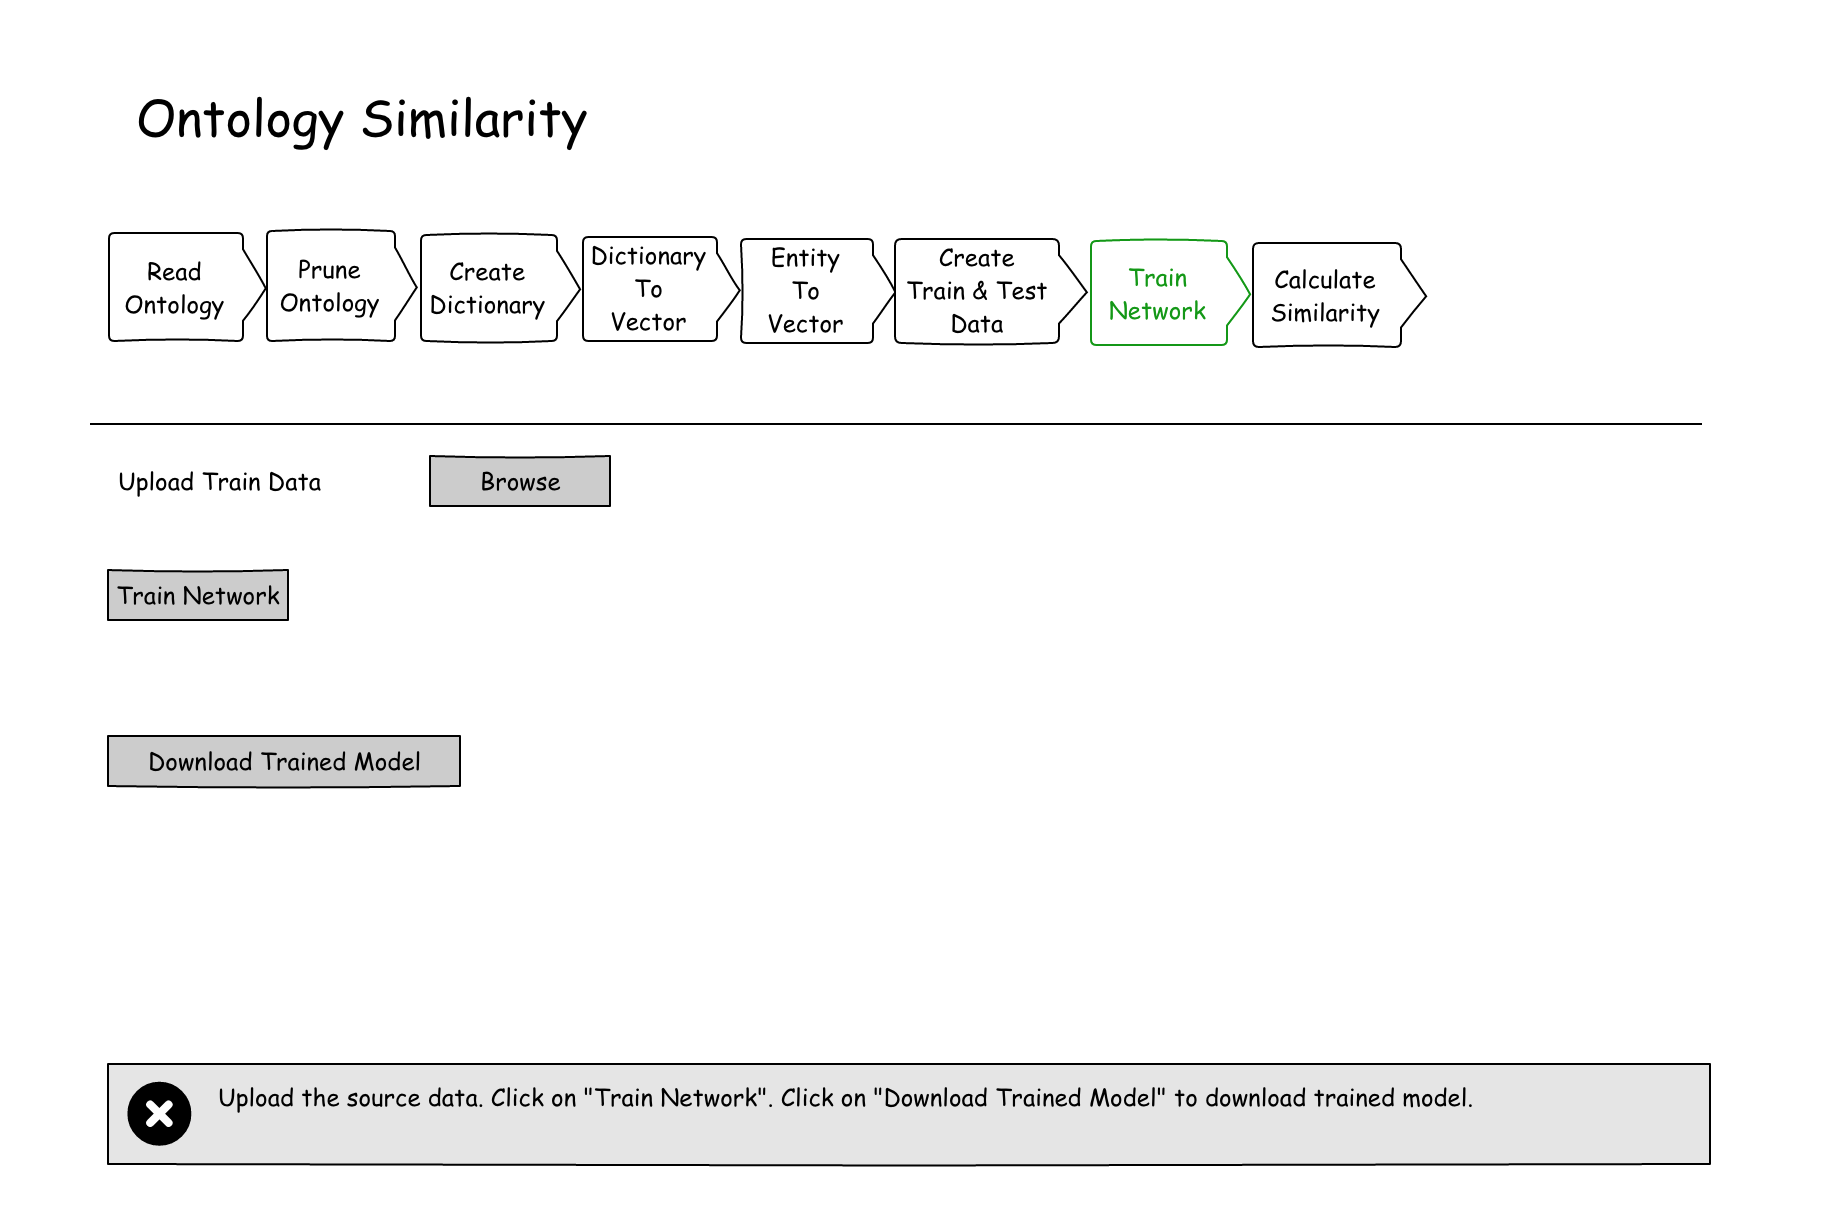 Ontology Similarity
Read
Ontology
Prune
Ontology
Create
Dictionary
Dictionary
To
Vector
Entity
To
Vector
Create
Train & Test
Data
Train
Network
Calculate
Similarity
Upload Train Data
Browse
Train Network
Download Trained Model
Upload the source data. Click on "Train Network". Click on "Download Trained Model" to download trained model.